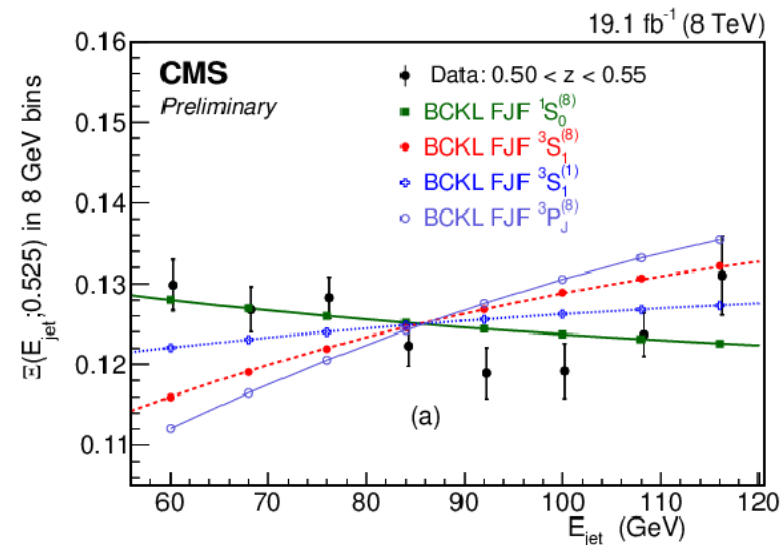 19.1 fb⁻¹ (8 TeV)
CMS
Preliminary
Data: 0.50 < z < 0.55
BCKL FJF ¹S₀⁽⁸⁾
BCKL FJF ³S₁⁽⁸⁾
BCKL FJF ³S₁⁽¹⁾
BCKL FJF ³P_J⁽⁸⁾
Ξ(E_jet;0.525) in 8 GeV bins
0.16
0.15
0.14
0.13
0.12
0.11
(a)
60 70 80 90 100 110 120
E_jet (GeV)